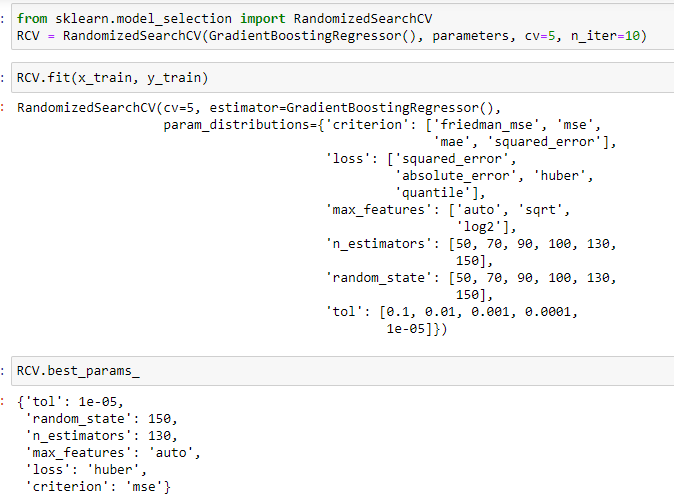 : from sklearn.model_selection import RandomizedSearchCV
RCV = RandomizedSearchCV(GradientBoostingRegressor(), parameters, cv=5, n_iter=10)
: RCV.fit(x_train, y_train)
: RandomizedSearchCV(cv=5, estimator=GradientBoostingRegressor(),
param_distributions={'criterion': ['friedman_mse', 'mse',
'mae', 'squared_error'],
'loss': ['squared_error',
'absolute_error', 'huber',
'quantile'],
'max_features': ['auto', 'sqrt',
'log2'],
'n_estimators': [50, 70, 90, 100, 130,
150],
'random_state': [50, 70, 90, 100, 130,
150],
'tol': [0.1, 0.01, 0.001, 0.0001,
1e-05]})
: RCV.best_params_
: {'tol': 1e-05,
'random_state': 150,
'n_estimators': 130,
'max_features': 'auto',
'loss': 'huber',
'criterion': 'mse'}